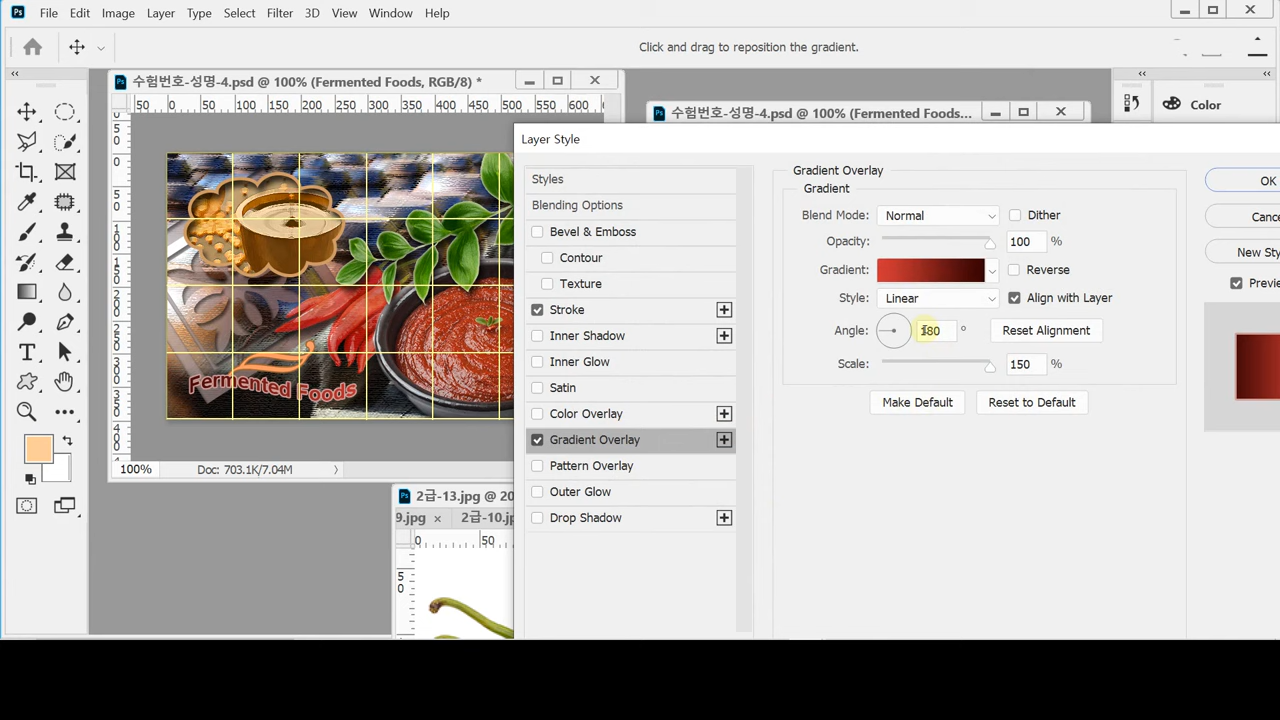 File Edit Image Layer Type Select Filter 3D View Window Help
Click and drag to reposition the gradient.
수험번호-성명-4.psd @ 100% (Fermented Foods, RGB/8) *
50 0 50 100 150 200 250 300 350 400 450 500 550 600
수험번호-성명-4.psd @ 100% (Fermented Foods...
Color
Layer Style
Styles
Blending Options
Bevel & Emboss
Contour
Texture
Stroke
Inner Shadow
Inner Glow
Satin
Color Overlay
Gradient Overlay
Pattern Overlay
Outer Glow
Drop Shadow
Gradient Overlay
Gradient
Blend Mode: Normal Dither
Opacity: 100 %
Gradient: Reverse
Style: Linear Align with Layer
Angle: 180 ° Reset Alignment
Scale: 150 %
Make Default Reset to Default
OK
Canc
New Sty
Previe
Fermented Foods
100% Doc: 703.1K/7.04M
2급-13.jpg @ 20
9.jpg × 2급-10.jp
0 50